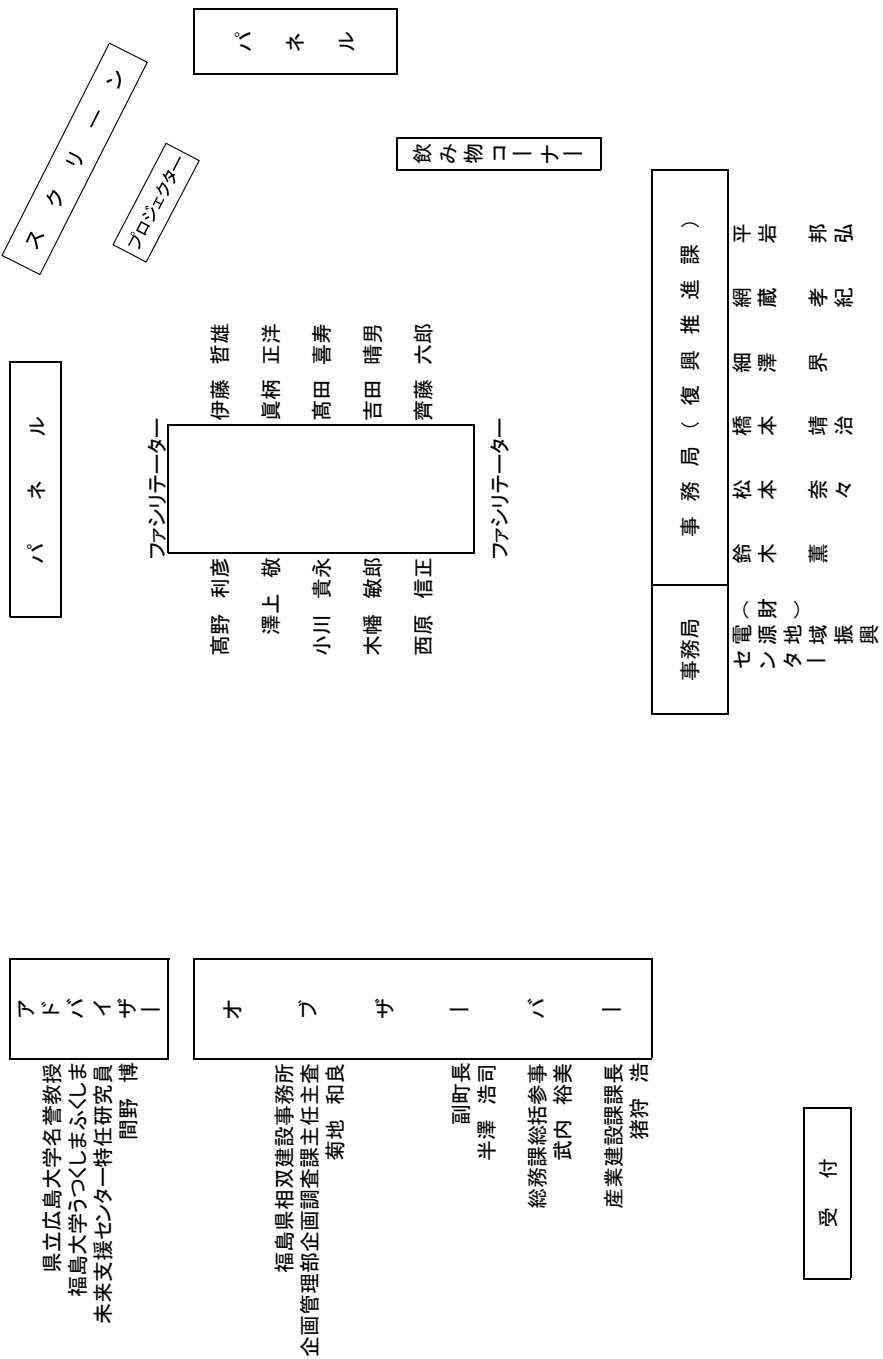 パネル
スクリーン
プロジェクター
パネル
飲み物コーナー
ファシリテーター
伊藤 哲雄
眞柄 正洋
髙田 喜寿
吉田 晴男
齊藤 六郎
髙野 利彦
澤上 敬
小川 貴永
木幡 敏郎
西原 信正
ファシリテーター
事務局(復興推進課)
平岩 邦弘
網蔵 孝紀
細澤 界
橋本 靖治
松本 奈々
鈴木 薫
事務局
(財)
電源地域振興
センター
アドバイザー
県立広島大学名誉教授
福島大学うつくしまふくしま
未来支援センター特任研究員
間野 博
オブザーバー
福島県相双建設事務所
企画管理部企画調査課主任主査
菊地 和良
副町長
半澤 浩司
総務課総括参事
武内 裕美
産業建設課課長
猪狩 浩
受付